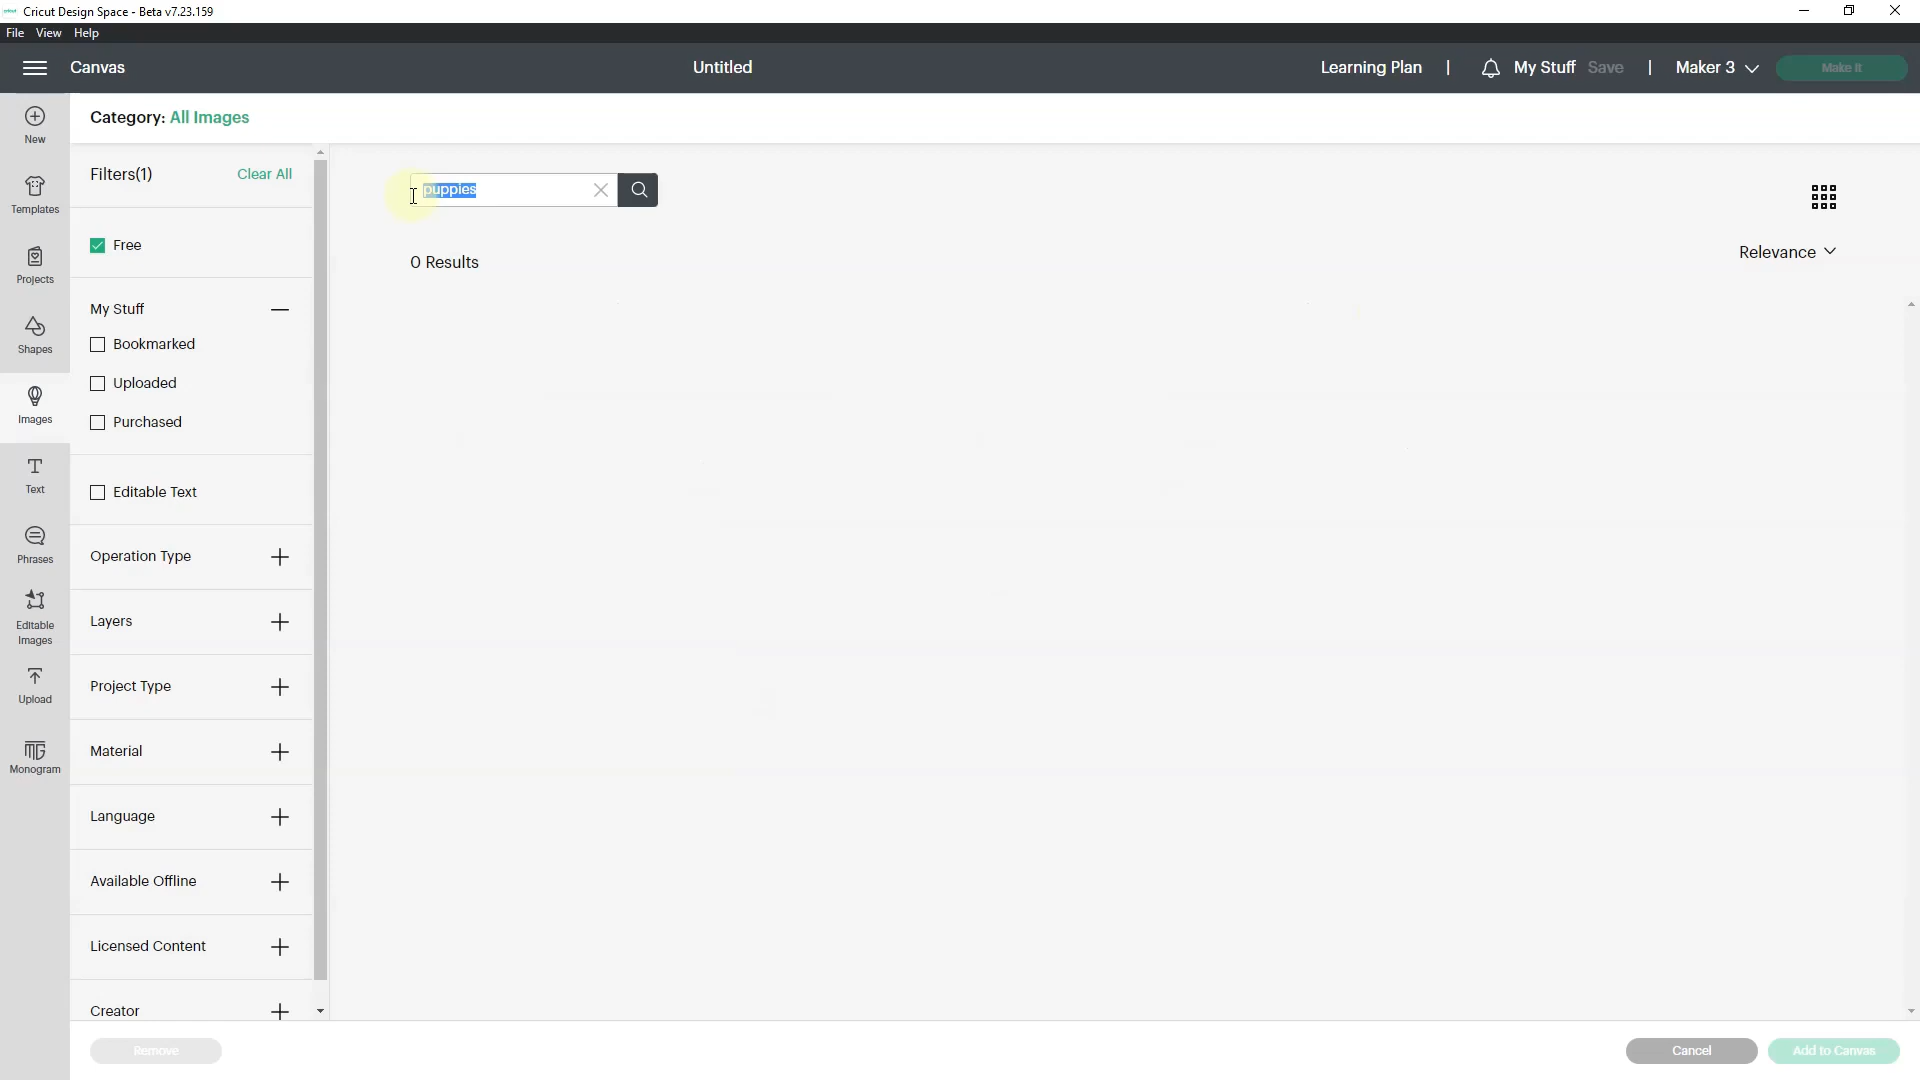 Cricut Design Space - Beta v7.23.159
File View Help
Canvas
Untitled
Learning Plan | My Stuff Save | Maker 3
Make It
New
Templates
Projects
Shapes
Images
Text
Phrases
Editable
Images
Upload
Monogram
Category: All Images
Filters(1) Clear All
Free
My Stuff
Bookmarked
Uploaded
Purchased
Editable Text
Operation Type
Layers
Project Type
Material
Language
Available Offline
Licensed Content
Creator
puppies
0 Results
Relevance
Remove
Cancel
Add to Canvas